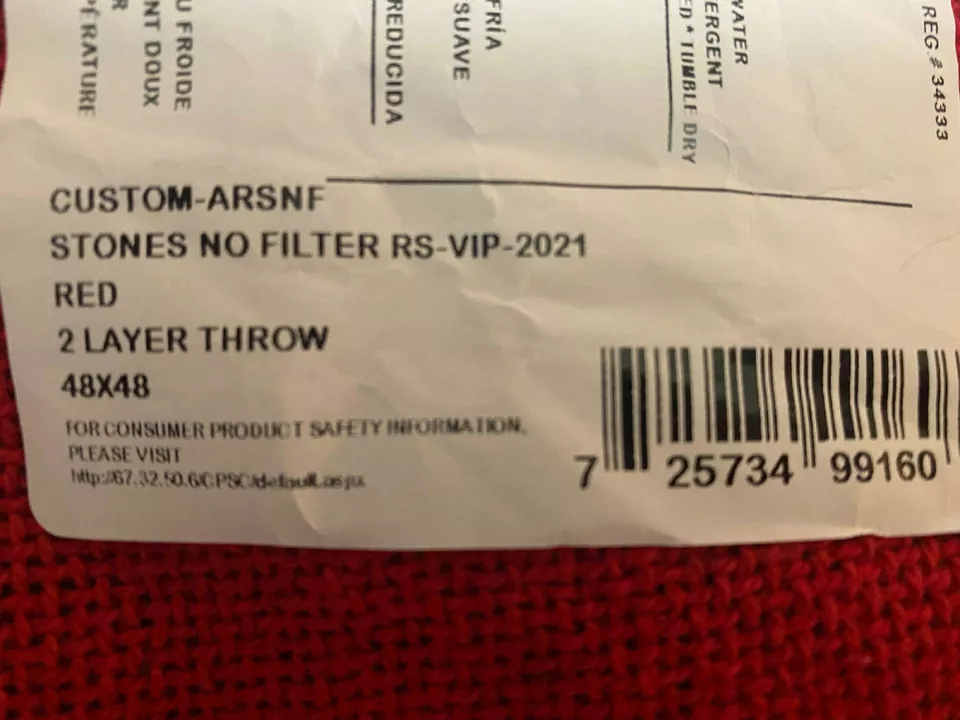 U FROIDE
NT DOUX
R
PÉRATURE
FRÍA
SUAVE
REDUCIDA
WATER
ERGENT
ED * TUMBLE DRY
REG.# 34333
CUSTOM-ARSNF
STONES NO FILTER RS-VIP-2021
RED
2 LAYER THROW
48X48
FOR CONSUMER PRODUCT SAFETY INFORMATION,
PLEASE VISIT
http://67.32.50.6/CPSC/default.aspx
7 25734 99160